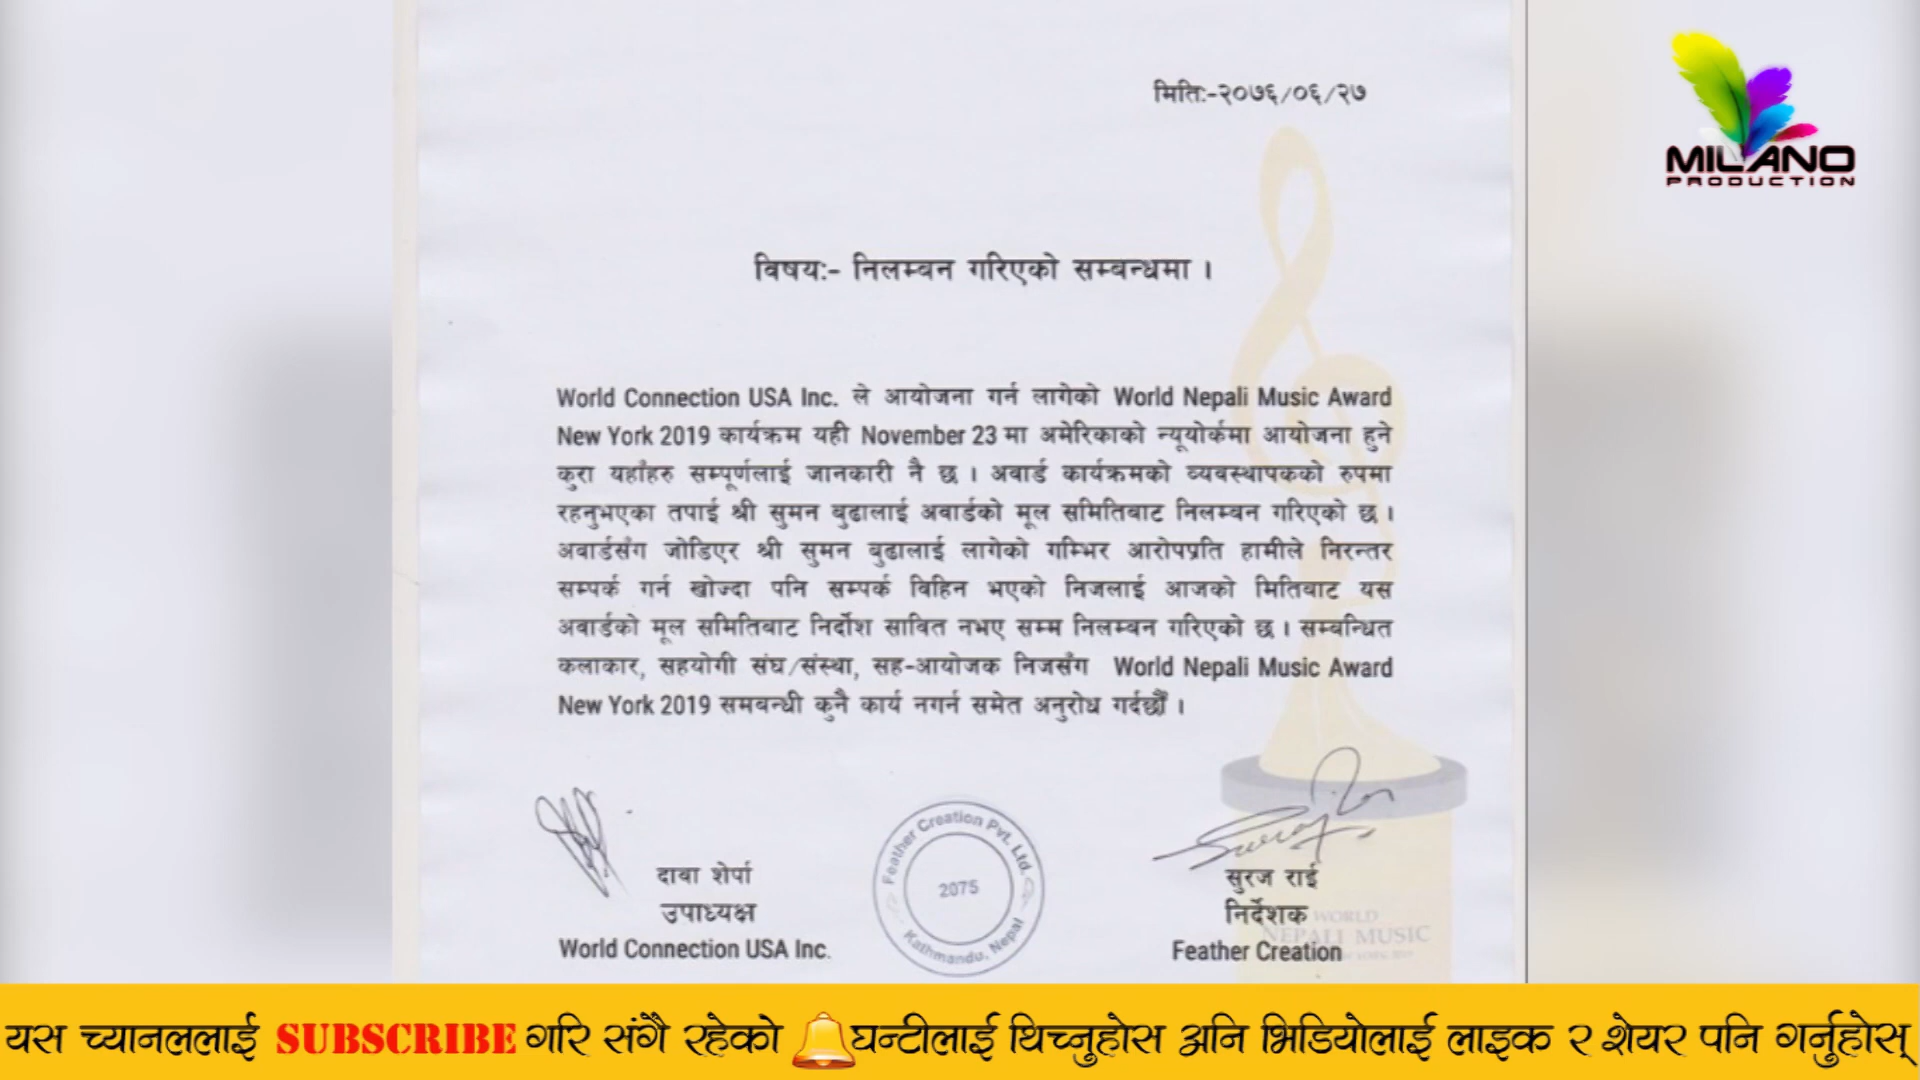 मिति:-२०७६/०६/२७
MILANO
PRODUCTION
विषय:- निलम्बन गरिएको सम्बन्धमा ।
World Connection USA Inc. ले आयोजना गर्न लागेको World Nepali Music Award
New York 2019 कार्यक्रम यही November 23 मा अमेरिकाको न्यूयोर्कमा आयोजना हुने
कुरा यहाँहरु सम्पूर्णलाई जानकारी नै छ । अवार्ड कार्यक्रमको व्यवस्थापकको रुपमा
रहनुभएका तपाई श्री सुमन बुढालाई अवार्डको मूल समितिबाट निलम्बन गरिएको छ ।
अवार्डसँग जोडिएर श्री सुमन बुढालाई लागेको गम्भिर आरोपप्रति हामीले निरन्तर
सम्पर्क गर्न खोज्दा पनि सम्पर्क विहिन भएको निजलाई आजको मितिबाट यस
अवार्डको मूल समितिबाट निर्दोश सावित नभए सम्म निलम्बन गरिएको छ । सम्बन्धित
कलाकार, सहयोगी संघ/संस्था, सह-आयोजक निजसँग World Nepali Music Award
New York 2019 समबन्धी कुनै कार्य नगर्न समेत अनुरोध गर्दछौं ।
दावा शेर्पा
उपाध्यक्ष
World Connection USA Inc.
Feather Creation Pvt. Ltd.
2075
Kathmandu, Nepal
सुरज राई
निर्देशक
Feather Creation
WORLD
NEPALI MUSIC
यस च्यानललाई SUBSCRIBE गरि संगै रहेको घन्टीलाई थिच्नुहोस अनि भिडियोलाई लाइक र शेयर पनि गर्नुहोस्